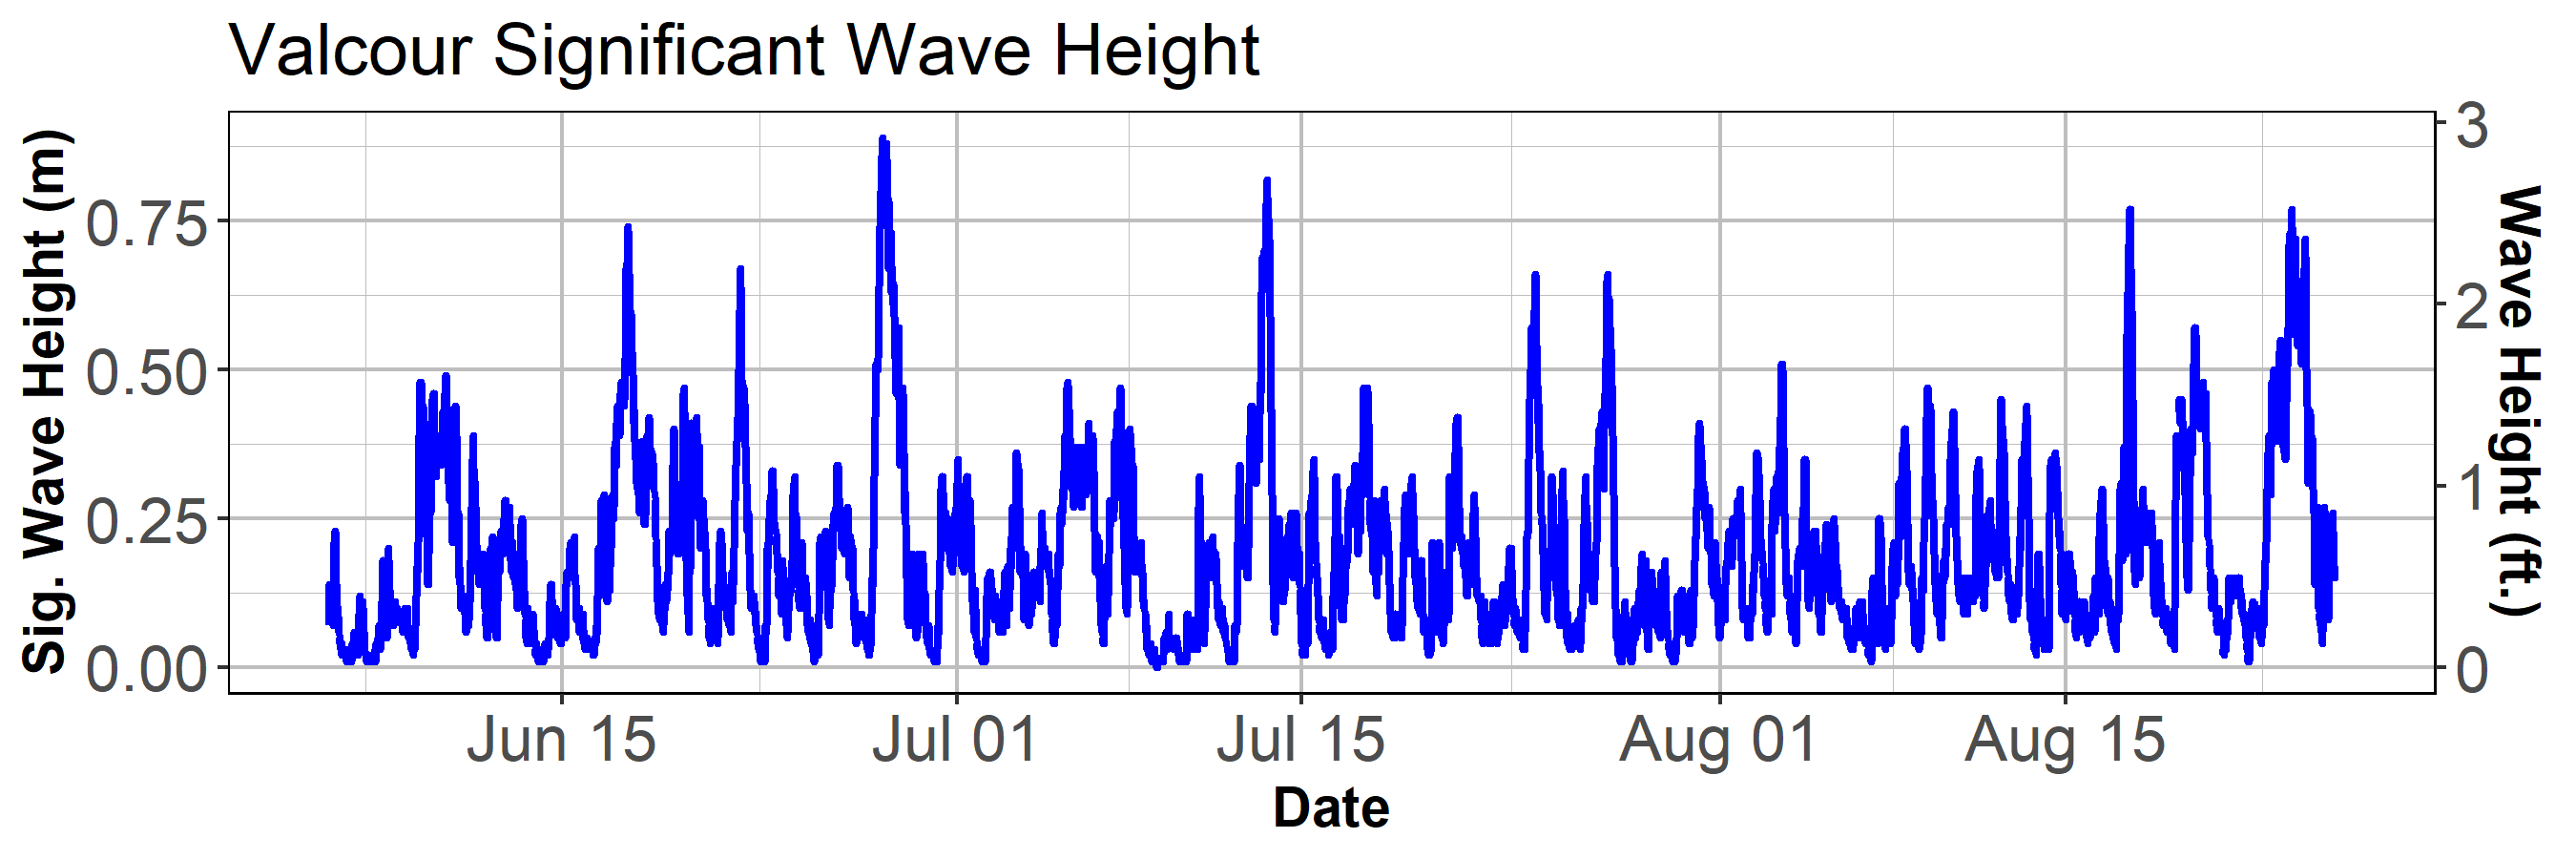 Valcour Significant Wave Height
Sig. Wave Height (m)
0.75
0.50
0.25
0.00
3
2
1
0
Wave Height (ft.)
Jun 15
Jul 01
Jul 15
Aug 01
Aug 15
Date